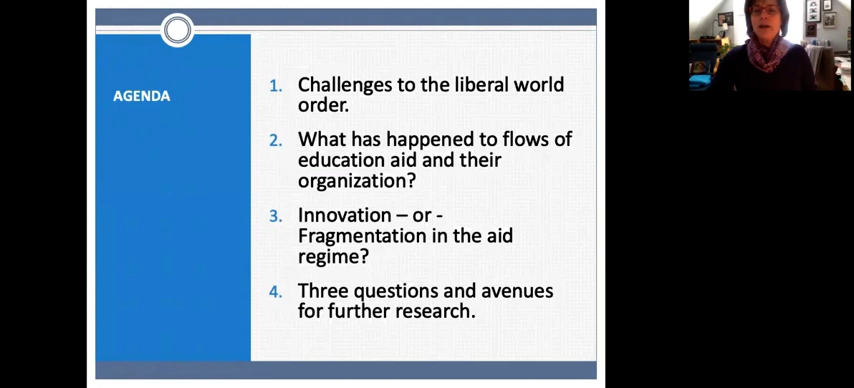 AGENDA
1. Challenges to the liberal world
order.
2. What has happened to flows of
education aid and their
organization?
3. Innovation – or -
Fragmentation in the aid
regime?
4. Three questions and avenues
for further research.